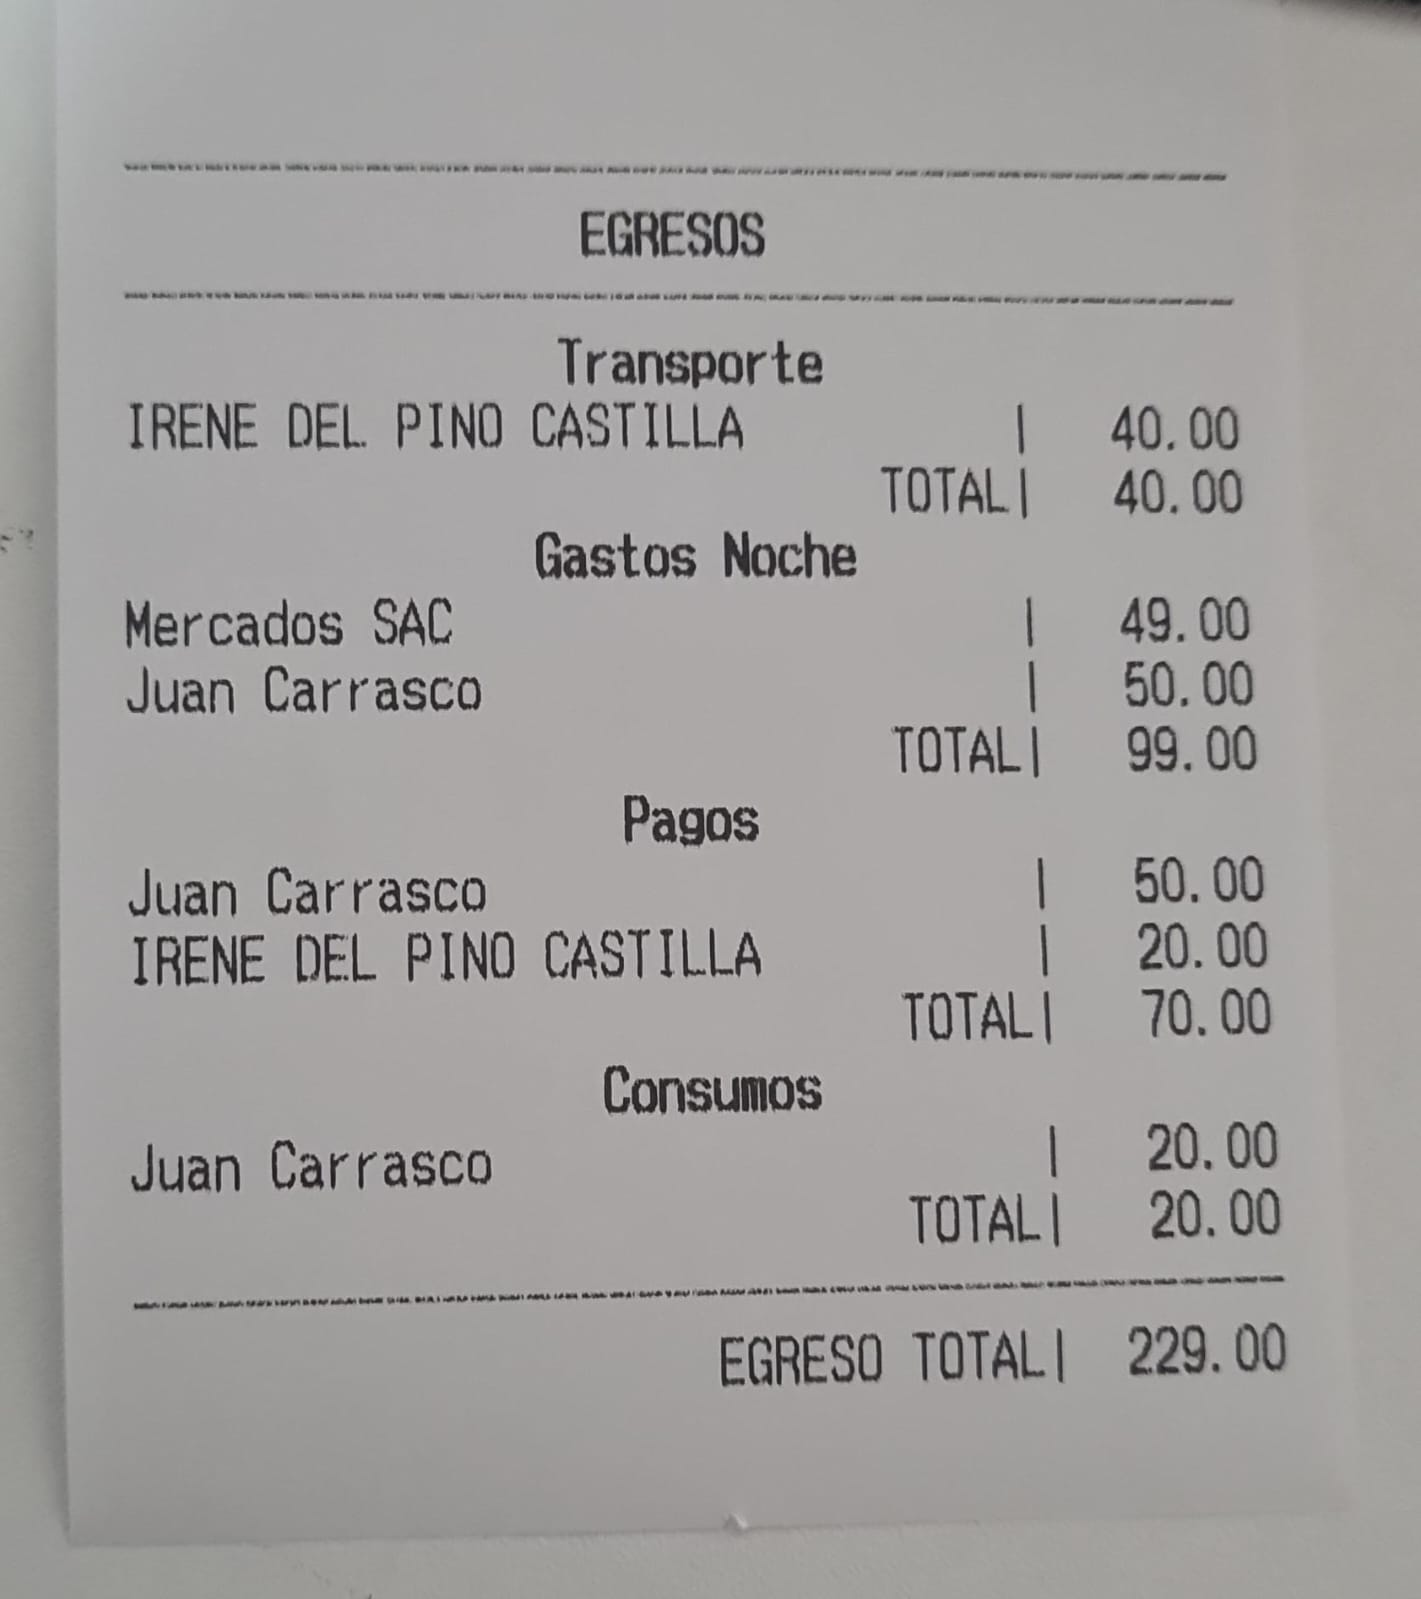 EGRESOS
Transporte
IRENE DEL PINO CASTILLA | 40.00
TOTAL| 40.00
Gastos Noche
Mercados SAC | 49.00
Juan Carrasco | 50.00
TOTAL| 99.00
Pagos
Juan Carrasco | 50.00
IRENE DEL PINO CASTILLA | 20.00
TOTAL| 70.00
Consumos
Juan Carrasco | 20.00
TOTAL| 20.00
EGRESO TOTAL| 229.00